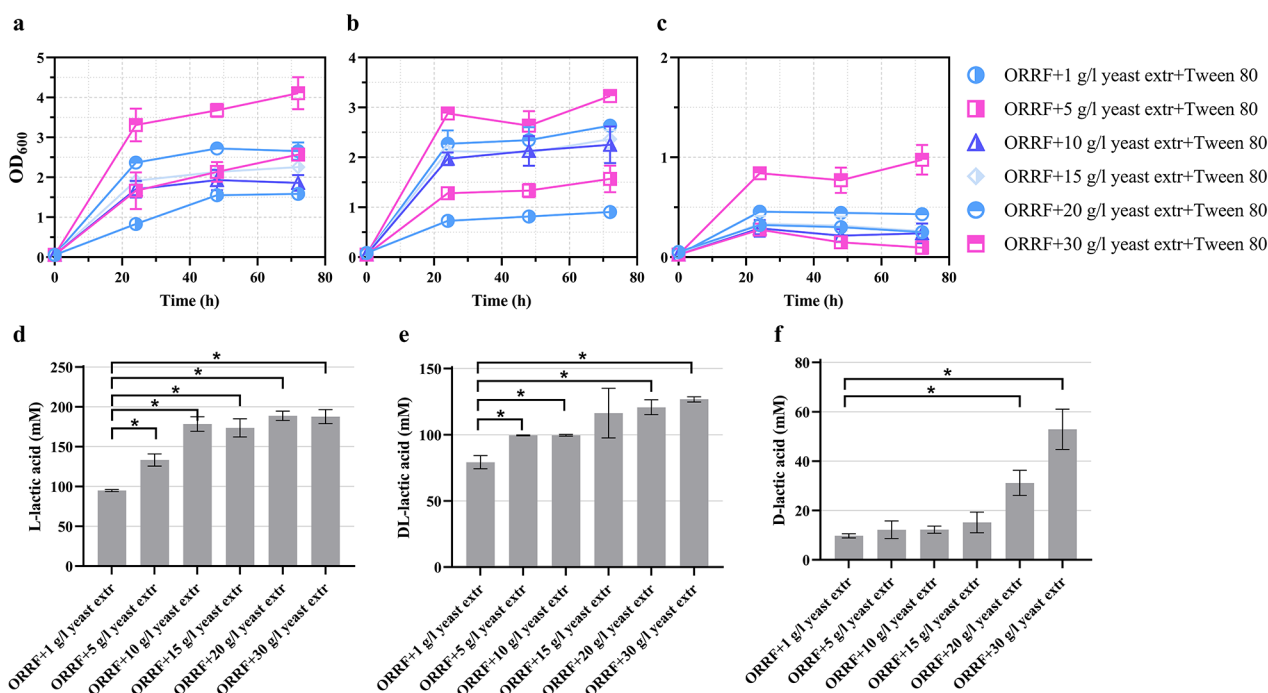 a
b
c
5
4
3
2
1
0
OD600
0 20 40 60 80
Time (h)
4
3
2
1
0
0 20 40 60 80
Time (h)
2
1
0
0 20 40 60 80
Time (h)
ORRF+1 g/l yeast extr+Tween 80
ORRF+5 g/l yeast extr+Tween 80
ORRF+10 g/l yeast extr+Tween 80
ORRF+15 g/l yeast extr+Tween 80
ORRF+20 g/l yeast extr+Tween 80
ORRF+30 g/l yeast extr+Tween 80
d
e
f
L-lactic acid (mM)
250
200
150
100
50
0
*
*
*
*
*
ORRF+1 g/l yeast extr
ORRF+5 g/l yeast extr
ORRF+10 g/l yeast extr
ORRF+15 g/l yeast extr
ORRF+20 g/l yeast extr
ORRF+30 g/l yeast extr
DL-lactic acid (mM)
150
100
50
0
*
*
*
*
ORRF+1 g/l yeast extr
ORRF+5 g/l yeast extr
ORRF+10 g/l yeast extr
ORRF+15 g/l yeast extr
ORRF+20 g/l yeast extr
ORRF+30 g/l yeast extr
D-lactic acid (mM)
80
60
40
20
0
*
*
ORRF+1 g/l yeast extr
ORRF+5 g/l yeast extr
ORRF+10 g/l yeast extr
ORRF+15 g/l yeast extr
ORRF+20 g/l yeast extr
ORRF+30 g/l yeast extr